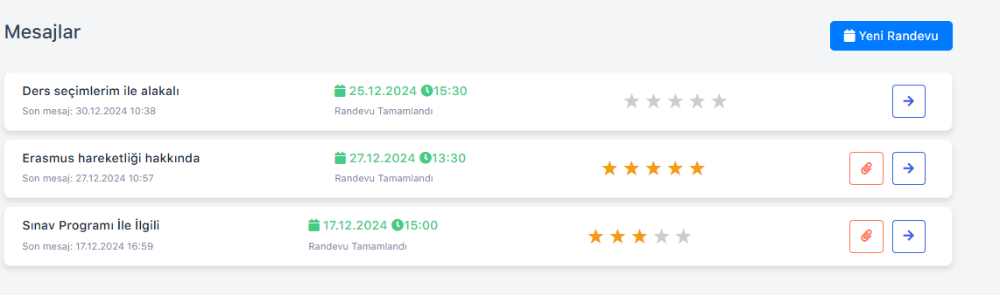 Mesajlar
Yeni Randevu
Ders seçimlerim ile alakalı
25.12.2024 15:30
Son mesaj: 30.12.2024 10:38
Randevu Tamamlandı
Erasmus hareketliği hakkında
27.12.2024 13:30
Son mesaj: 27.12.2024 10:57
Randevu Tamamlandı
Sınav Programı İle İlgili
17.12.2024 15:00
Son mesaj: 17.12.2024 16:59
Randevu Tamamlandı